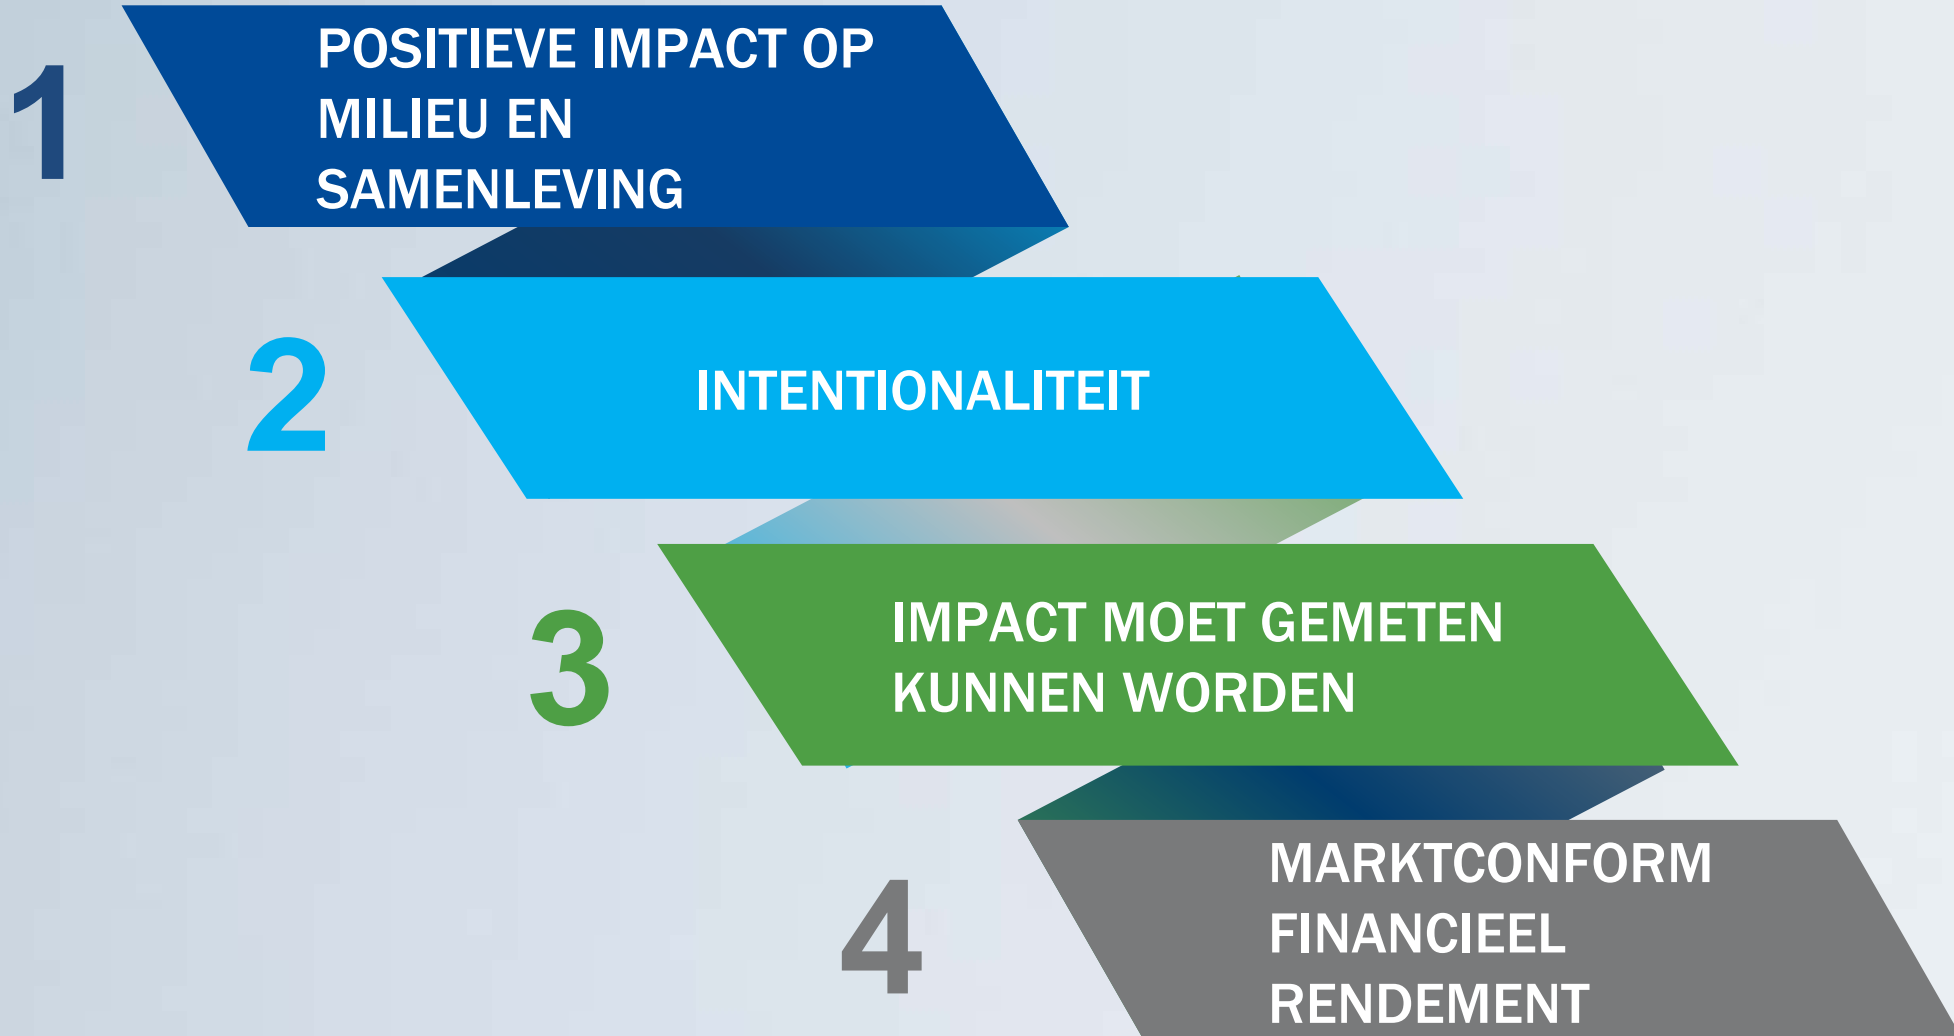 1
POSITIEVE IMPACT OP
MILIEU EN
SAMENLEVING
2
INTENTIONALITEIT
3
IMPACT MOET GEMETEN
KUNNEN WORDEN
4
MARKTCONFORM
FINANCIEEL
RENDEMENT